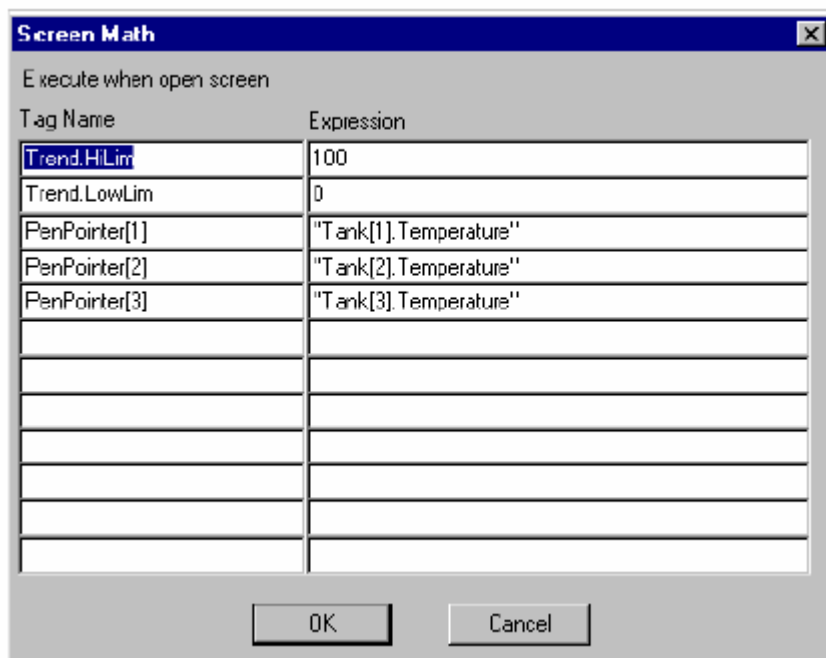 Screen Math
Execute when open screen
Tag Name Expression
Trend.HiLim 100
Trend.LowLim 0
PenPointer[1] "Tank[1].Temperature"
PenPointer[2] "Tank[2].Temperature"
PenPointer[3] "Tank[3].Temperature"
OK Cancel